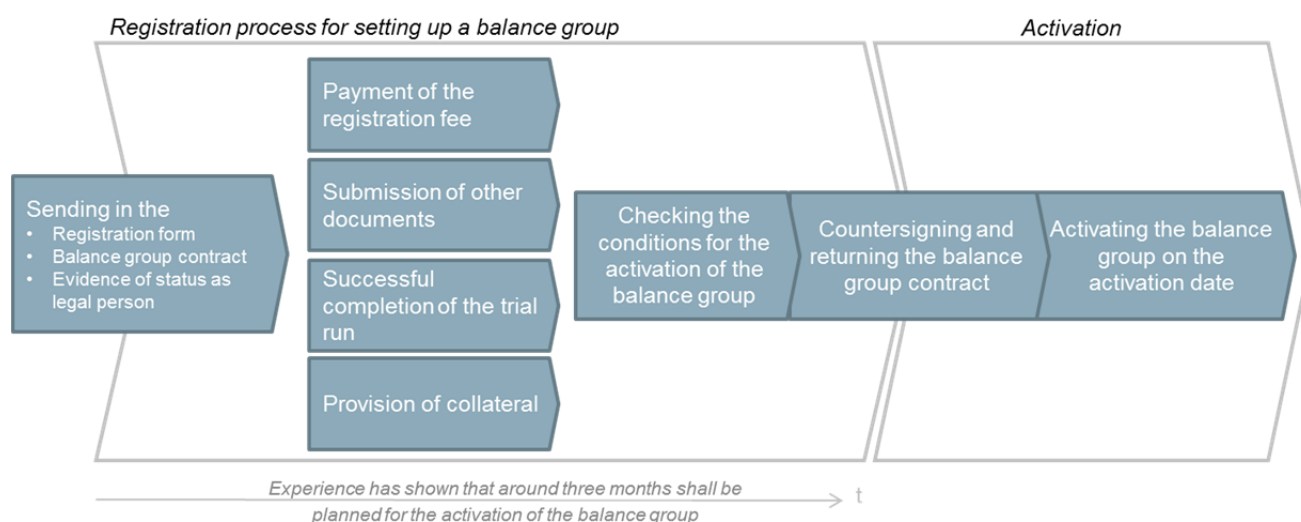 Registration process for setting up a balance group
Activation
Sending in the
• Registration form
• Balance group contract
• Evidence of status as
legal person
Payment of the
registration fee
Submission of other
documents
Successful
completion of the trial
run
Provision of collateral
Checking the
conditions for the
activation of the
balance group
Countersigning and
returning the balance
group contract
Activating the balance
group on the
activation date
Experience has shown that around three months shall be
planned for the activation of the balance group
t